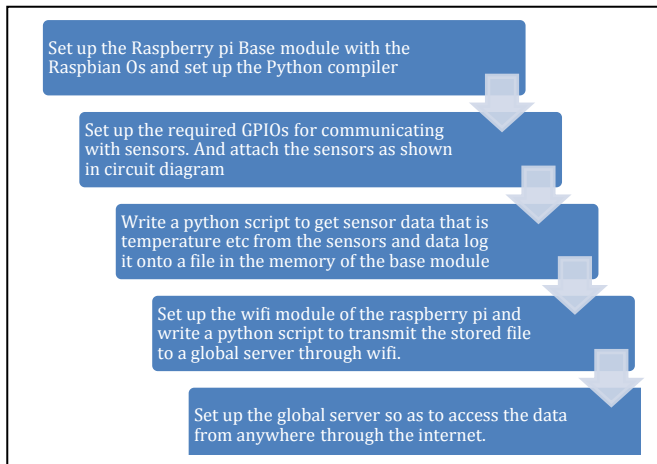 Set up the Raspberry pi Base module with the
Raspbian Os and set up the Python compiler
Set up the required GPIOs for communicating
with sensors. And attach the sensors as shown
in circuit diagram
Write a python script to get sensor data that is
temperature etc from the sensors and data log
it onto a file in the memory of the base module
Set up the wifi module of the raspberry pi and
write a python script to transmit the stored file
to a global server through wifi.
Set up the global server so as to access the data
from anywhere through the internet.